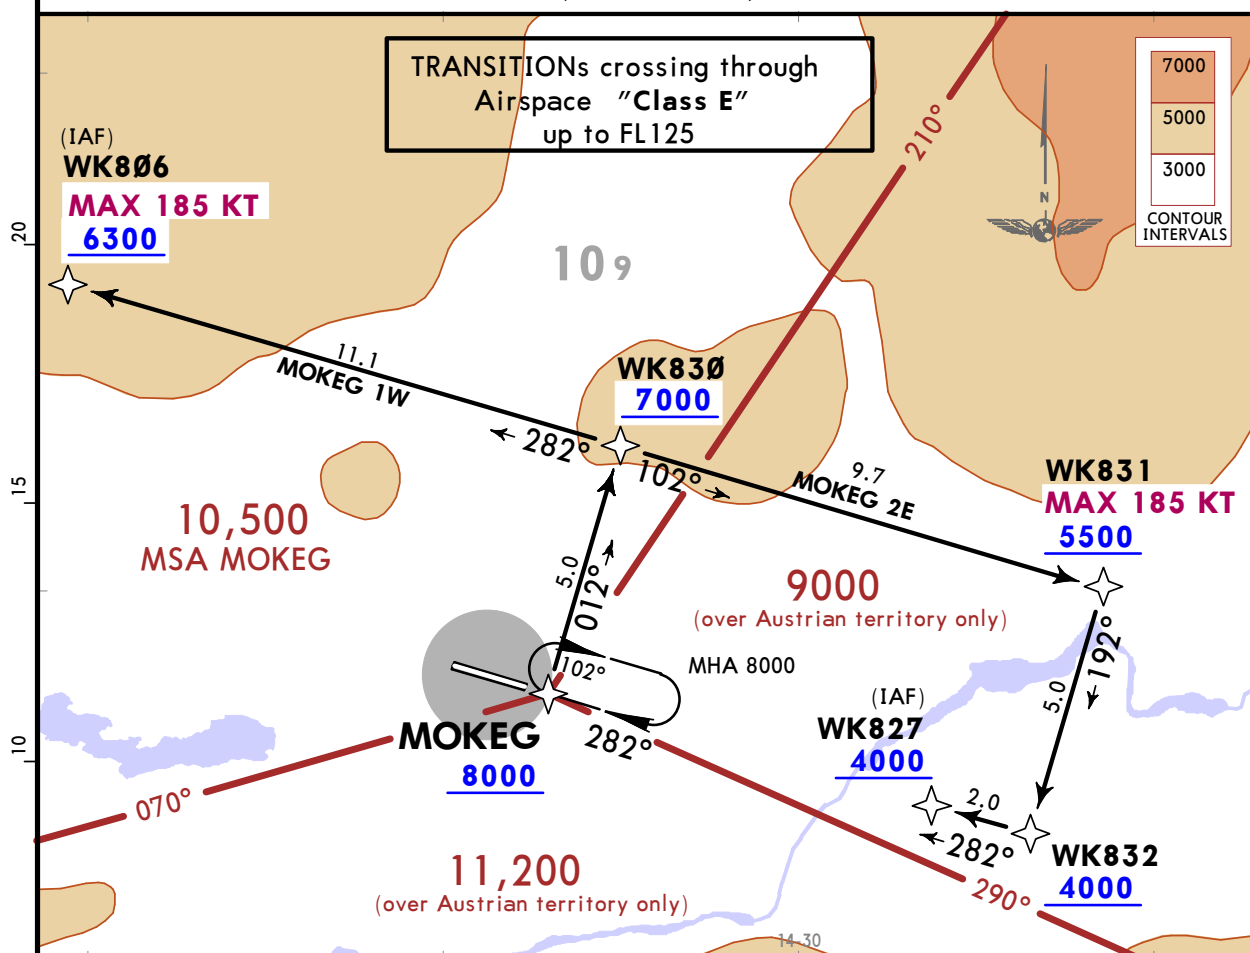 TRANSITIONs crossing through
Airspace "Class E"
up to FL125
7000
5000
3000
CONTOUR
INTERVALS
N
210°
(IAF)
WK8Ø6
MAX 185 KT
6300
20
109
11.1
MOKEG 1W
WK83Ø
7000
282°
102°
9.7
MOKEG 2E
WK831
MAX 185 KT
5500
15
10,500
MSA MOKEG
5.0
012°
9000
(over Austrian territory only)
192°
5.0
102°
MHA 8000
(IAF)
WK827
4000
MOKEG
8000
282°
10
070°
2.0
282°
WK832
4000
11,200
(over Austrian territory only)
290°
14-30